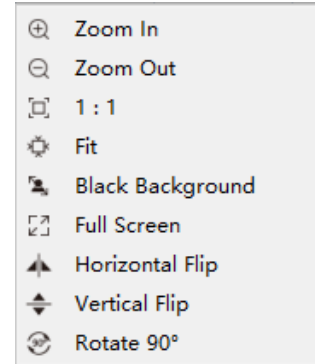 Zoom In
Zoom Out
1 : 1
Fit
Black Background
Full Screen
Horizontal Flip
Vertical Flip
Rotate 90°